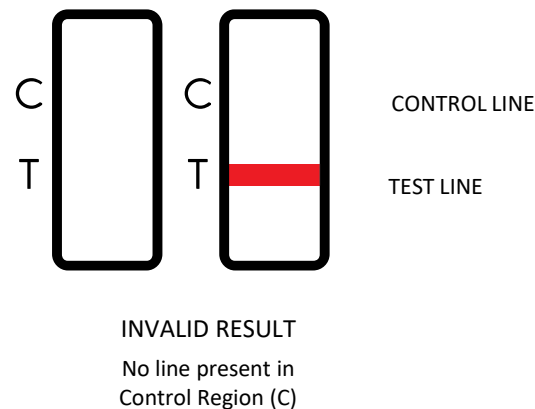 C C CONTROL LINE
T T TEST LINE
INVALID RESULT
No line present in
Control Region (C)